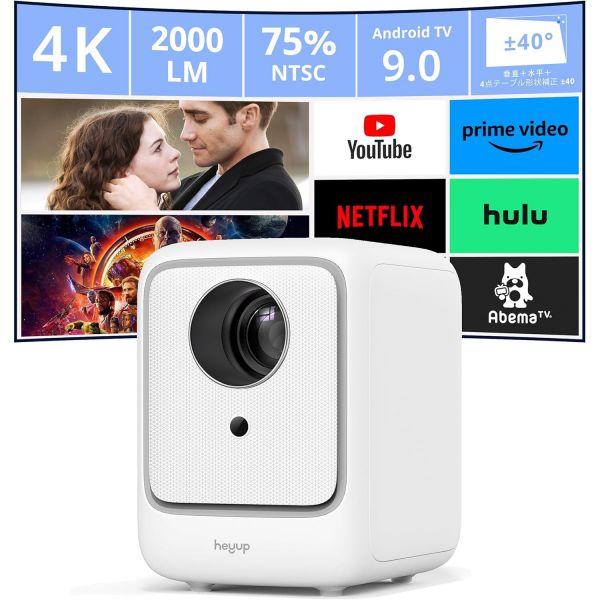 4K
2000
LM
75%
NTSC
Android TV
9.0
±40°
垂直+水平+
4点テーブル形状補正 ±40
YouTube
prime video
NETFLIX
hulu
AbemaTV.
heyup